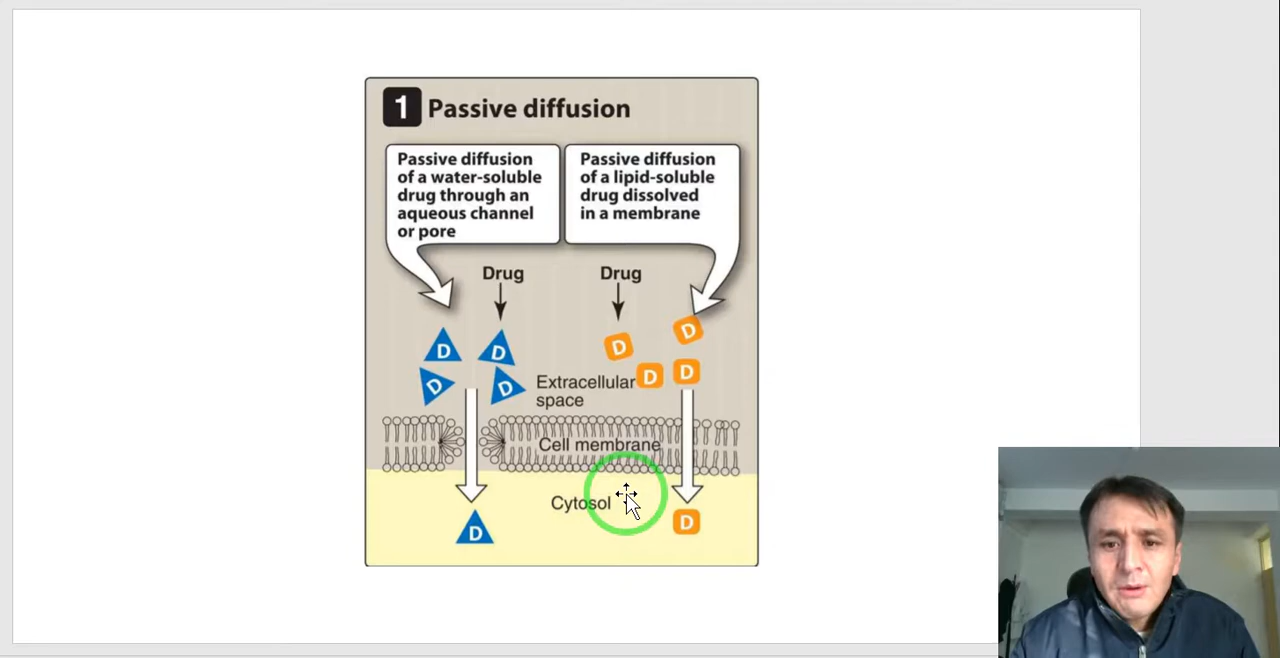 1 Passive diffusion
Passive diffusion
of a water-soluble
drug through an
aqueous channel
or pore
Passive diffusion
of a lipid-soluble
drug dissolved
in a membrane
Drug
Drug
D
D
D
D
D
D
D
D
Extracellular
space
Cell membrane
Cytosol
D
D